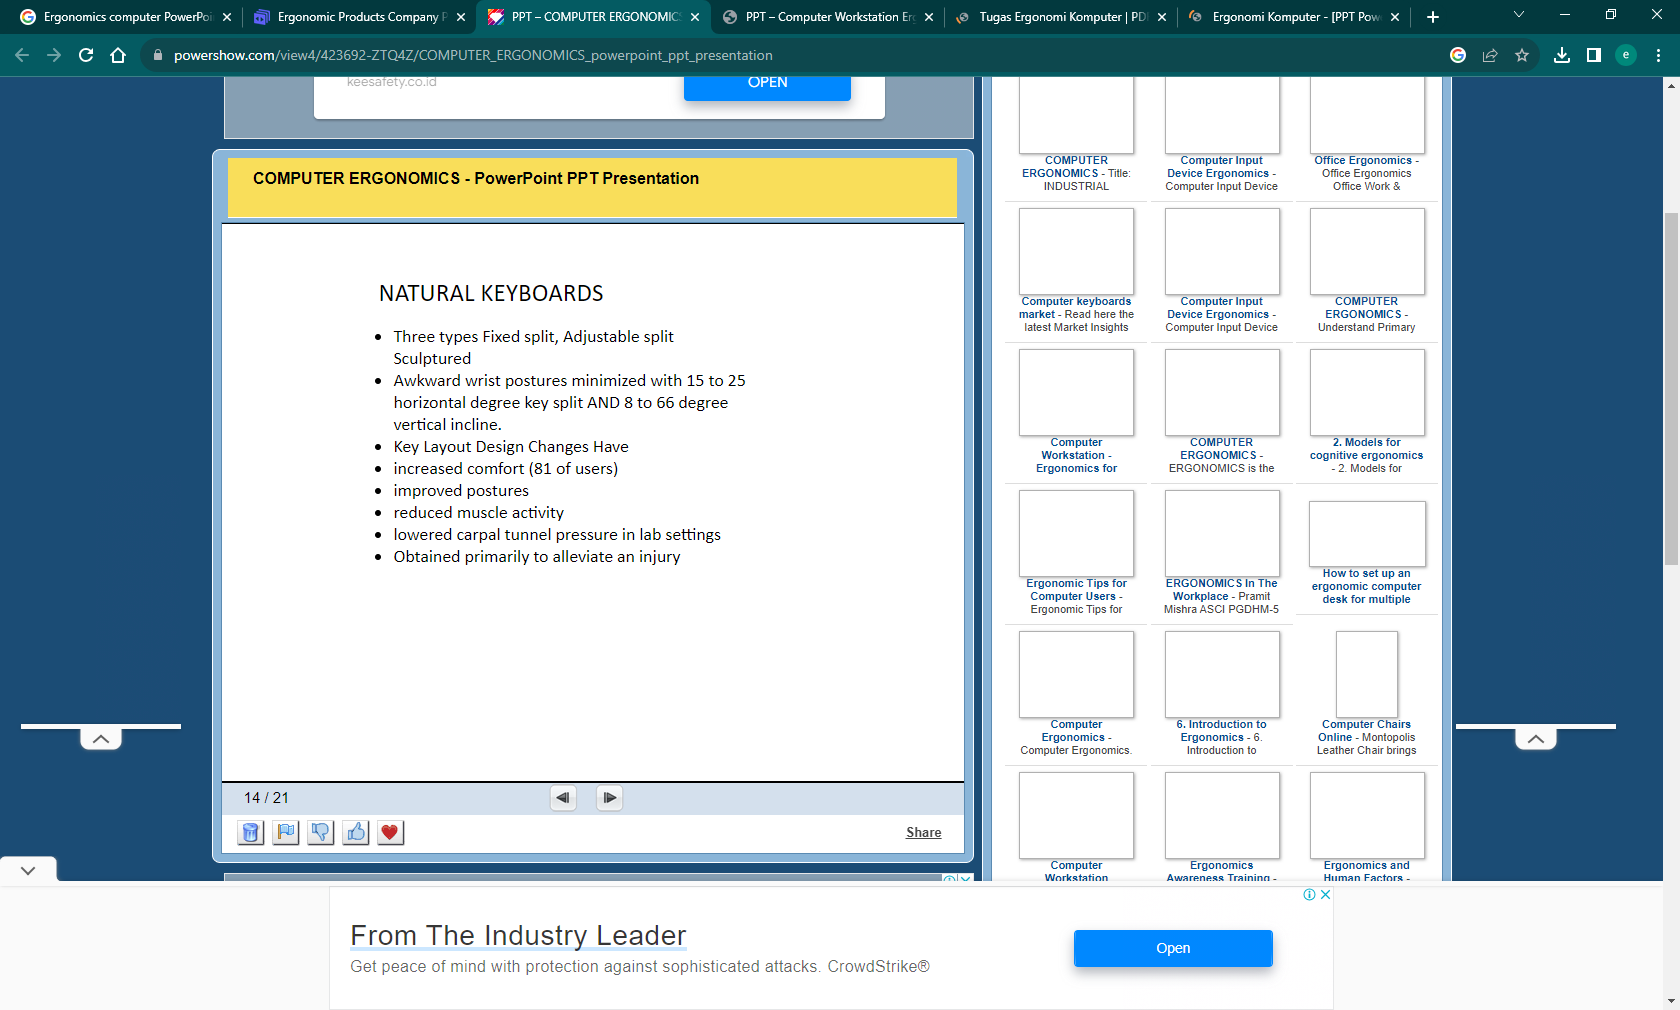 Ergonomics computer PowerPoi
Ergonomic Products Company P
PPT – COMPUTER ERGONOMICS
PPT – Computer Workstation Erg
Tugas Ergonomi Komputer | PDF
Ergonomi Komputer - [PPT Powe
powershow.com/view4/423692-ZTQ4Z/COMPUTER_ERGONOMICS_powerpoint_ppt_presentation
e
keesafety.co.id
OPEN
COMPUTER ERGONOMICS - PowerPoint PPT Presentation
NATURAL KEYBOARDS
• Three types Fixed split, Adjustable split
Sculptured
• Awkward wrist postures minimized with 15 to 25
horizontal degree key split AND 8 to 66 degree
vertical incline.
• Key Layout Design Changes Have
• increased comfort (81 of users)
• improved postures
• reduced muscle activity
• lowered carpal tunnel pressure in lab settings
• Obtained primarily to alleviate an injury
14 / 21
Share
COMPUTER
ERGONOMICS - Title:
INDUSTRIAL
Computer Input
Device Ergonomics -
Computer Input Device
Office Ergonomics -
Office Ergonomics
Office Work &
Computer keyboards
market - Read here the
latest Market Insights
Computer Input
Device Ergonomics -
Computer Input Device
COMPUTER
ERGONOMICS -
Understand Primary
Computer
Workstation -
Ergonomics for
COMPUTER
ERGONOMICS -
ERGONOMICS is the
2. Models for
cognitive ergonomics
- 2. Models for
Ergonomic Tips for
Computer Users -
Ergonomic Tips for
ERGONOMICS In The
Workplace - Pramit
Mishra ASCI PGDHM-5
How to set up an
ergonomic computer
desk for multiple
Computer
Ergonomics -
Computer Ergonomics.
6. Introduction to
Ergonomics - 6.
Introduction to
Computer Chairs
Online - Montopolis
Leather Chair brings
Computer
Workstation
Ergonomics
Awareness Training -
Ergonomics and
Human Factors -
From The Industry Leader
Get peace of mind with protection against sophisticated attacks. CrowdStrike®
Open